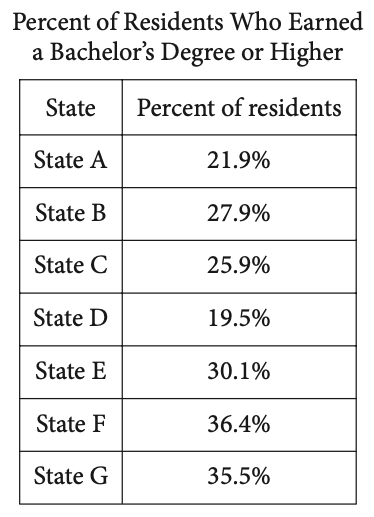 Percent of Residents Who Earned
a Bachelor’s Degree or Higher
State Percent of residents
State A 21.9%
State B 27.9%
State C 25.9%
State D 19.5%
State E 30.1%
State F 36.4%
State G 35.5%